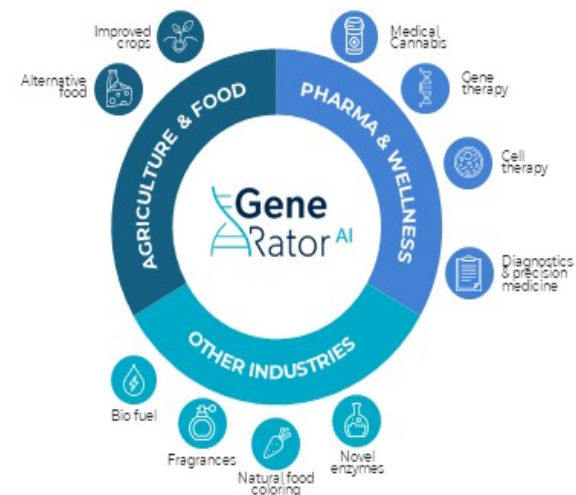 Improved
crops
Alternative
food
AGRICULTURE & FOOD
Medical
Cannabis
Gene
therapy
Cell
therapy
Diagnostics
& precision
medicine
PHARMA & WELLNESS
Gene
Rator AI
OTHER INDUSTRIES
Bio fuel
Fragrances
Natural food
coloring
Novel
enzymes